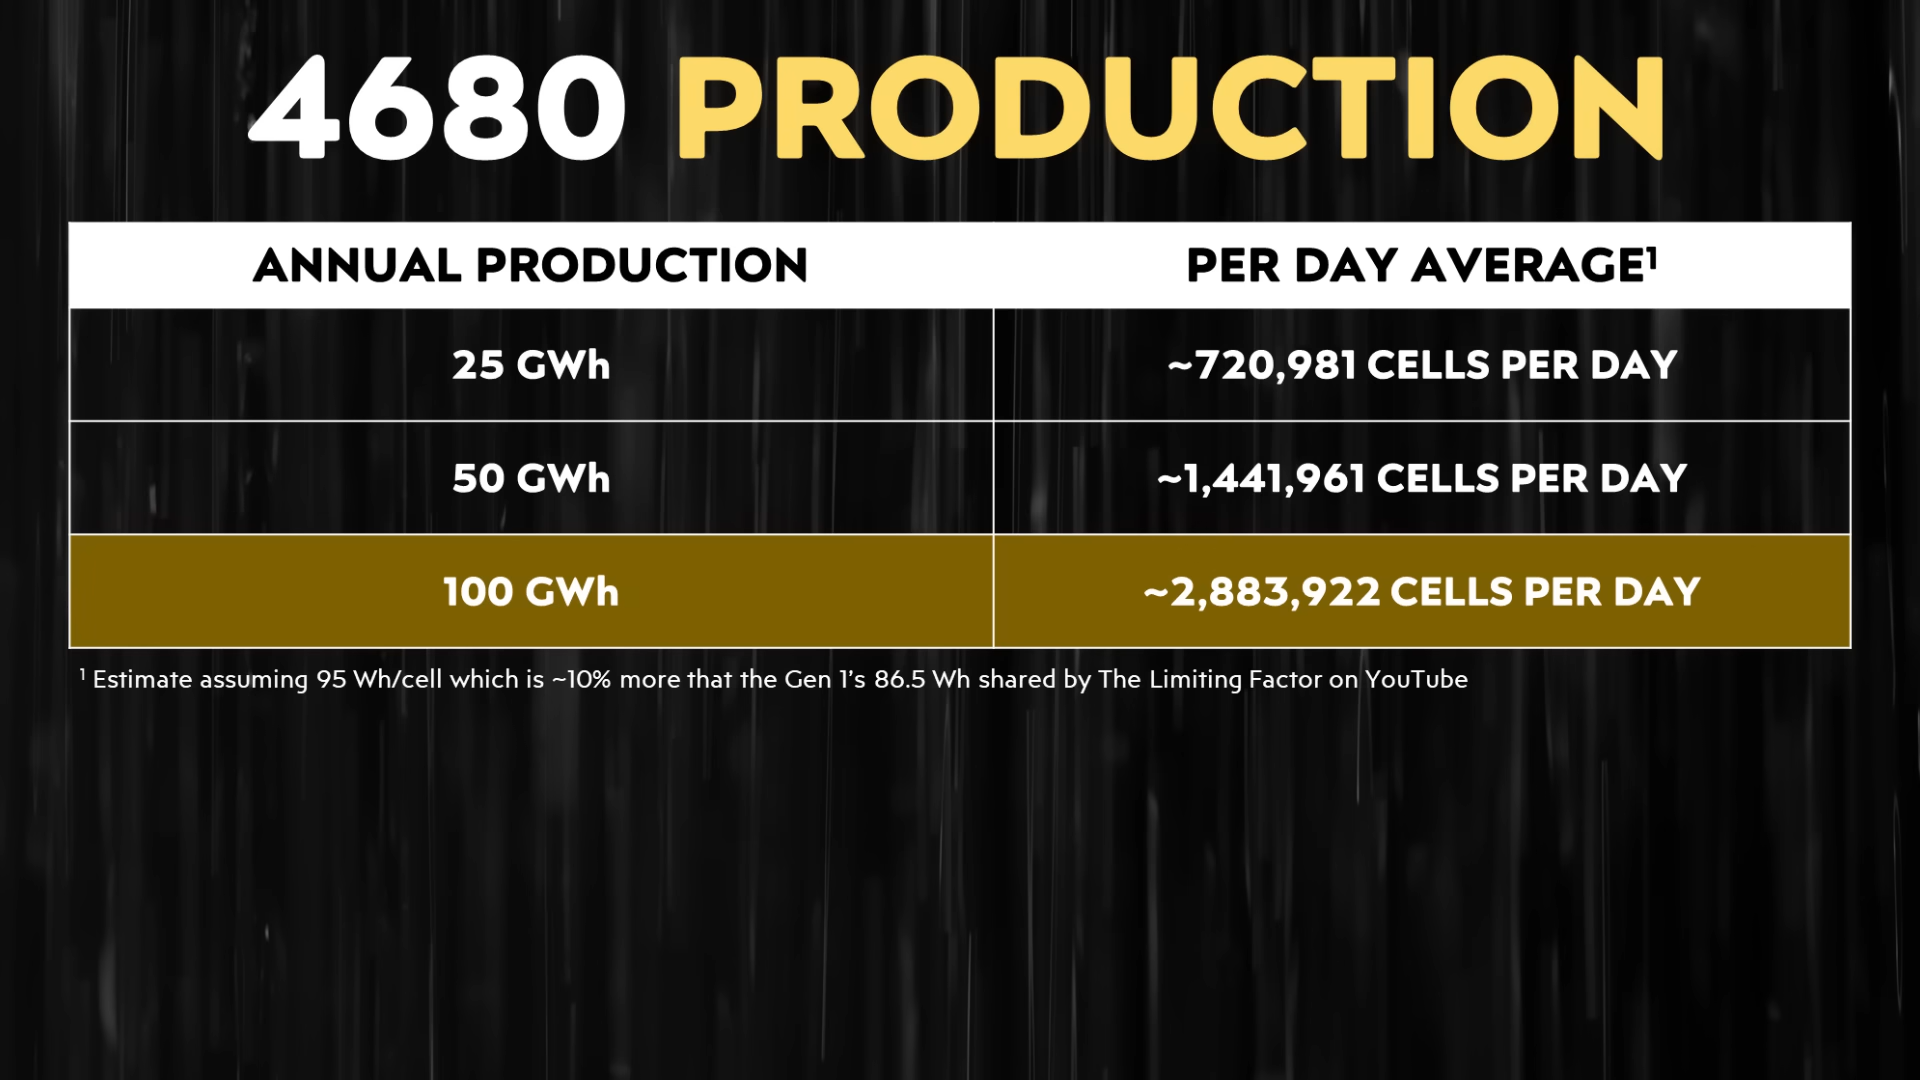 4680 PRODUCTION
ANNUAL PRODUCTION PER DAY AVERAGE¹
25 GWh ~720,981 CELLS PER DAY
50 GWh ~1,441,961 CELLS PER DAY
100 GWh ~2,883,922 CELLS PER DAY
¹ Estimate assuming 95 Wh/cell which is ~10% more that the Gen 1's 86.5 Wh shared by The Limiting Factor on YouTube